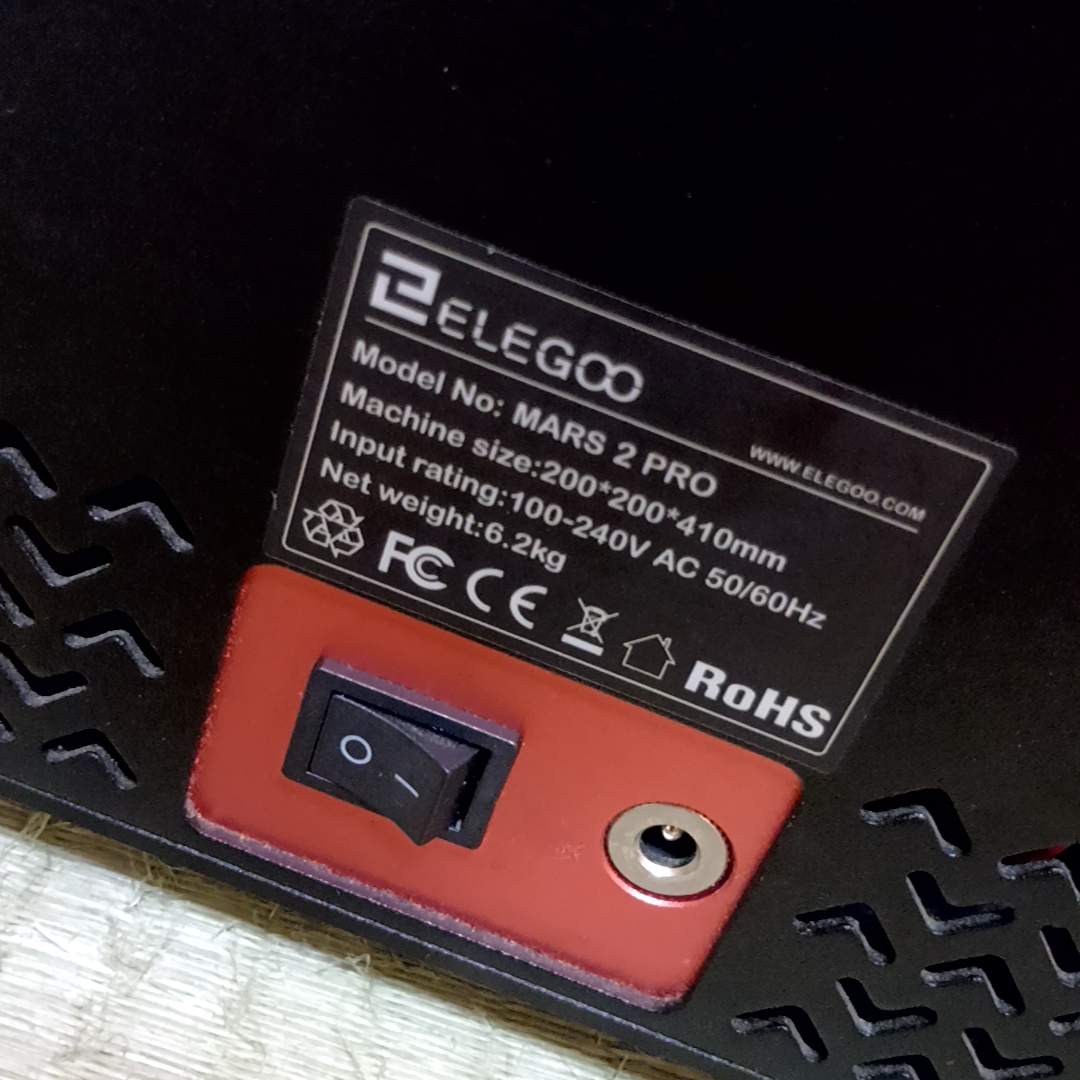 ELEGOO
WWW.ELEGOO.COM
Model No: MARS 2 PRO
Machine size:200*200*410mm
Input rating:100-240V AC 50/60Hz
Net weight:6.2kg
FC CE RoHS
O –